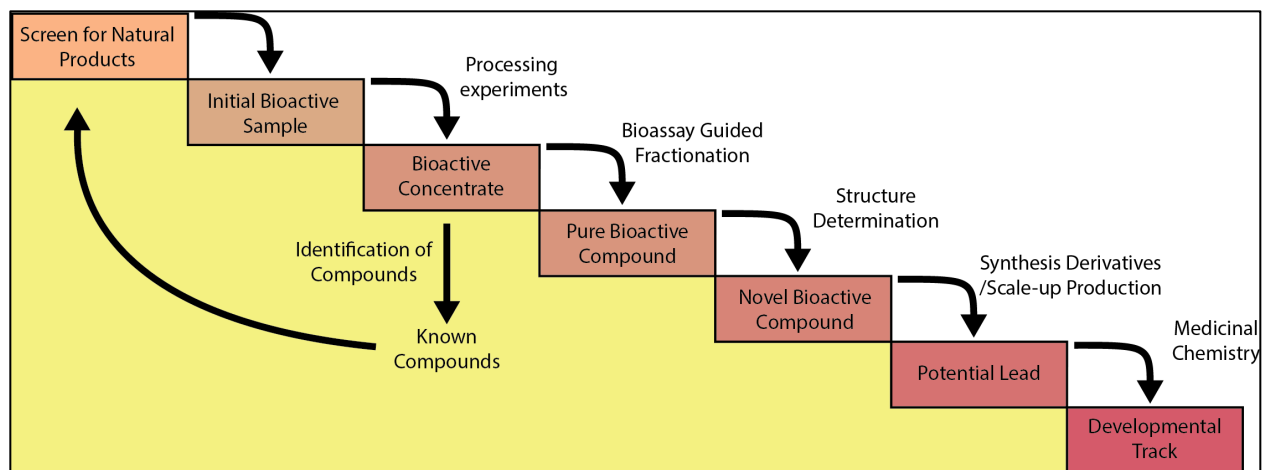 Screen for Natural
Products
Initial Bioactive
Sample
Processing
experiments
Bioactive
Concentrate
Bioassay Guided
Fractionation
Pure Bioactive
Compound
Structure
Determination
Identification of
Compounds
Known
Compounds
Novel Bioactive
Compound
Synthesis Derivatives
/Scale-up Production
Potential Lead
Medicinal
Chemistry
Developmental
Track